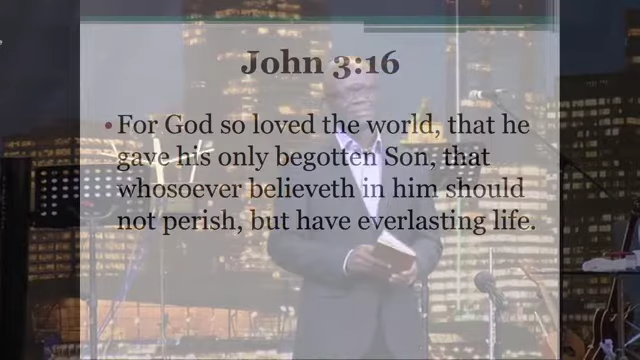 John 3:16
•For God so loved the world, that he
gave his only begotten Son, that
whosoever believeth in him should
not perish, but have everlasting life.